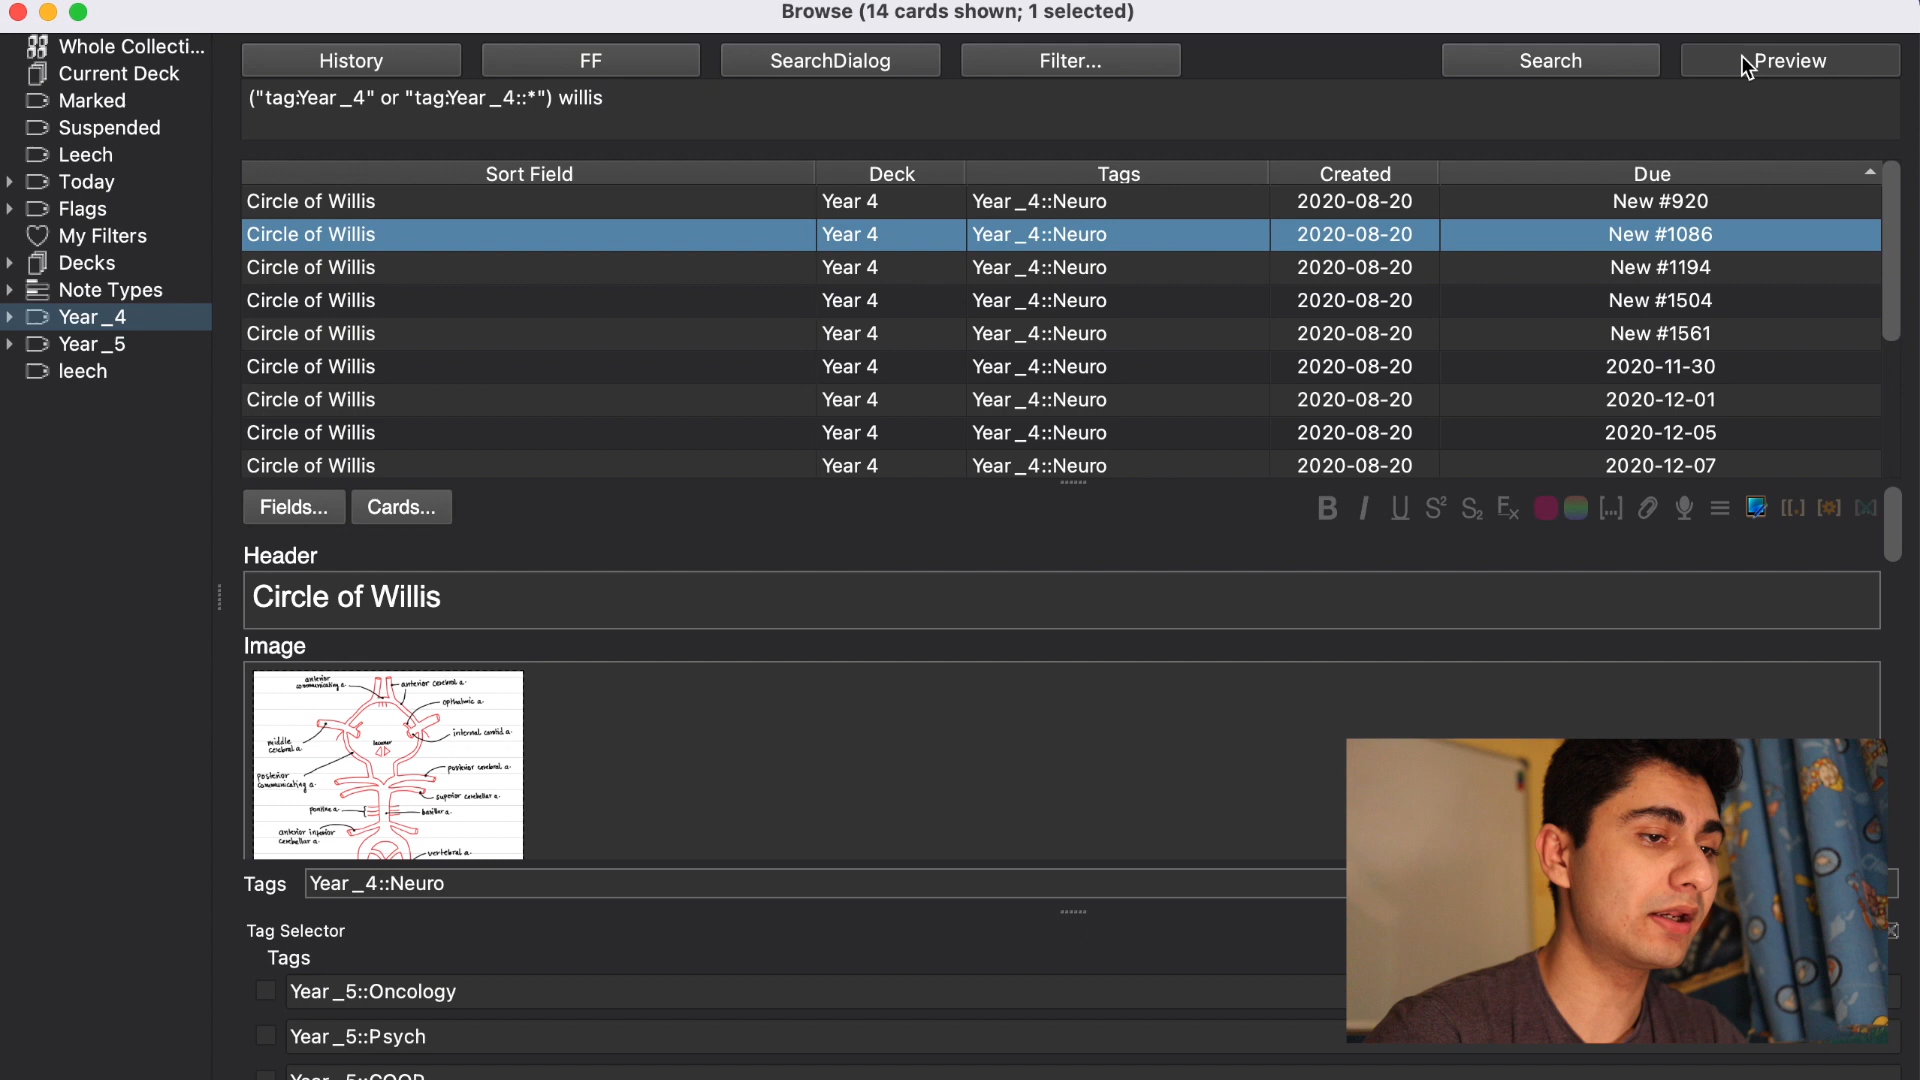 Browse (14 cards shown; 1 selected)
Whole Collecti...
Current Deck
Marked
Suspended
Leech
Today
Flags
My Filters
Decks
Note Types
Year_4
Year_5
leech
History FF SearchDialog Filter... Search Preview
("tag:Year_4" or "tag:Year_4::*") willis
Sort Field Deck Tags Created Due
Circle of Willis Year 4 Year_4::Neuro 2020-08-20 New #920
Circle of Willis Year 4 Year_4::Neuro 2020-08-20 New #1086
Circle of Willis Year 4 Year_4::Neuro 2020-08-20 New #1194
Circle of Willis Year 4 Year_4::Neuro 2020-08-20 New #1504
Circle of Willis Year 4 Year_4::Neuro 2020-08-20 New #1561
Circle of Willis Year 4 Year_4::Neuro 2020-08-20 2020-11-30
Circle of Willis Year 4 Year_4::Neuro 2020-08-20 2020-12-01
Circle of Willis Year 4 Year_4::Neuro 2020-08-20 2020-12-05
Circle of Willis Year 4 Year_4::Neuro 2020-08-20 2020-12-07
Fields... Cards...
Header
Circle of Willis
Image
anterior
communicating a.
anterior cerebral a.
opthalmic a.
internal carotid a.
middle
cerebral a.
posterior
communicating a.
posterior cerebral a.
superior cerebellar a.
pontine a.
basilar a.
anterior inferior
cerebellar a.
vertebral a.
Tags Year_4::Neuro
Tag Selector
Tags
Year_5::Oncology
Year_5::Psych